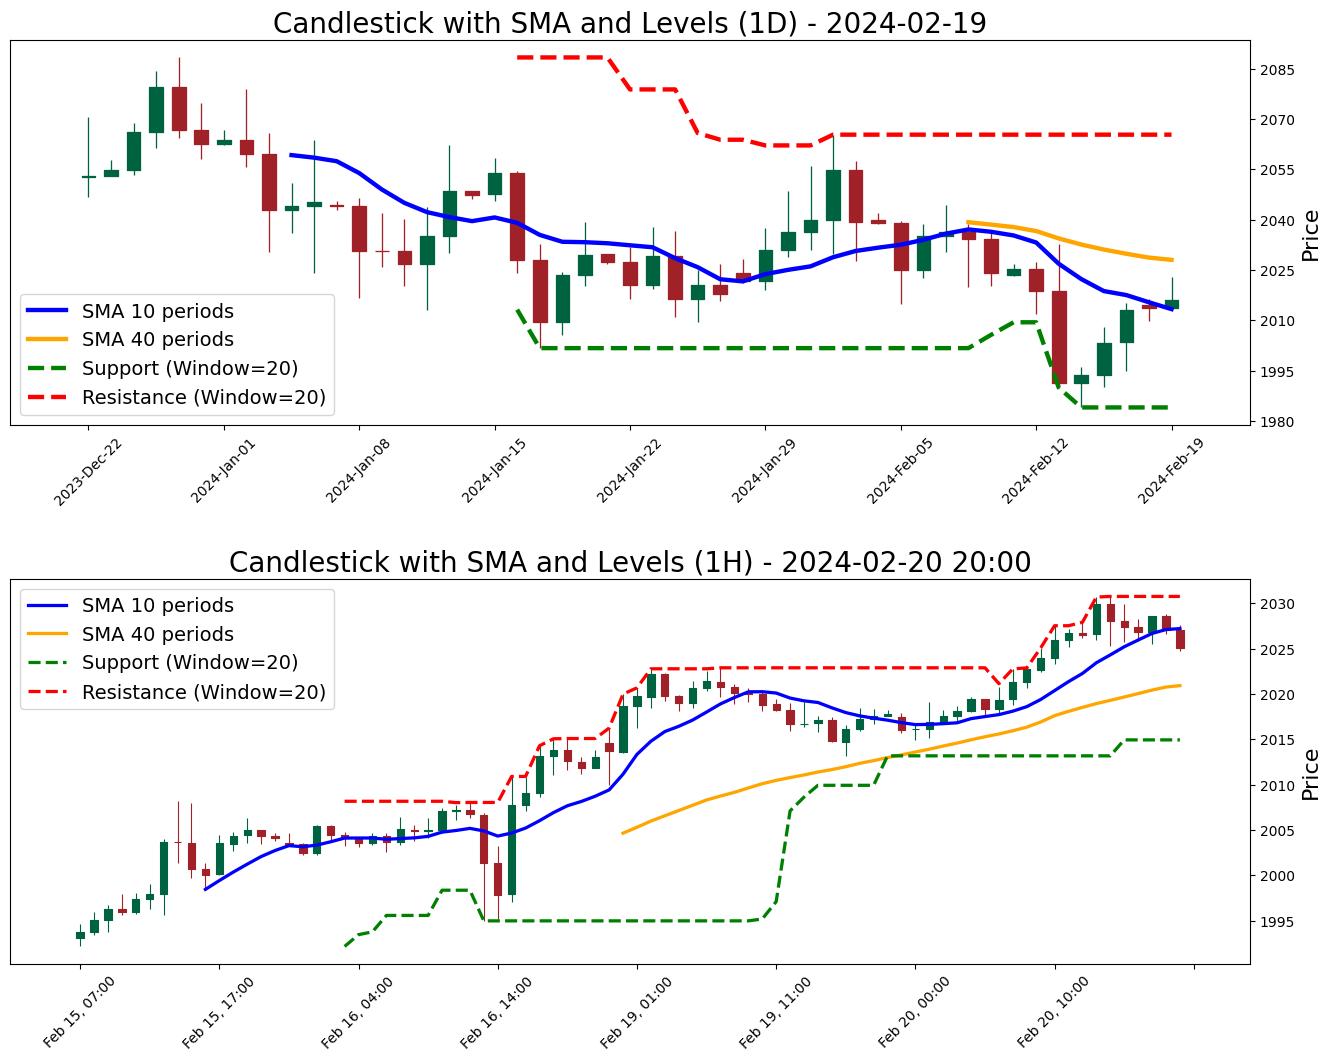 Candlestick with SMA and Levels (1D) - 2024-02-19
2085
2070
2055
2040
2025
2010
1995
1980
Price
SMA 10 periods
SMA 40 periods
Support (Window=20)
Resistance (Window=20)
2023-Dec-22
2024-Jan-01
2024-Jan-08
2024-Jan-15
2024-Jan-22
2024-Jan-29
2024-Feb-05
2024-Feb-12
2024-Feb-19
Candlestick with SMA and Levels (1H) - 2024-02-20 20:00
SMA 10 periods
SMA 40 periods
Support (Window=20)
Resistance (Window=20)
2030
2025
2020
2015
2010
2005
2000
1995
Price
Feb 15, 07:00
Feb 15, 17:00
Feb 16, 04:00
Feb 16, 14:00
Feb 19, 01:00
Feb 19, 11:00
Feb 20, 00:00
Feb 20, 10:00